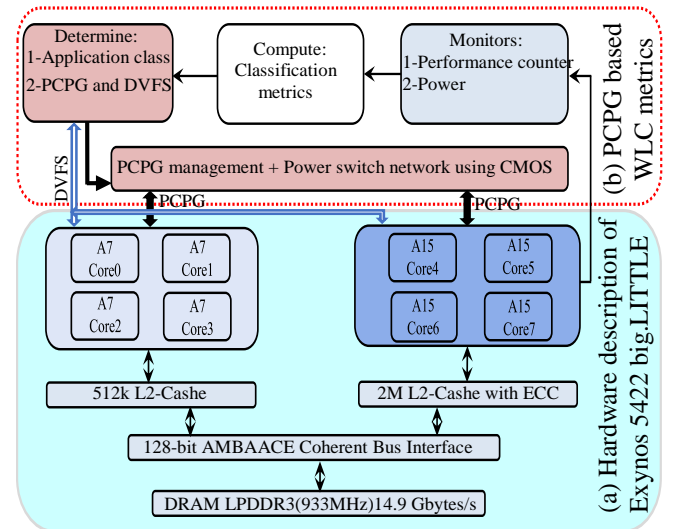 Determine:
1-Application class
2-PCPG and DVFS
Compute:
Classification
metrics
Monitors:
1-Performance counter
2-Power
(b) PCPG based
WLC metrics
DVFS
PCPG management + Power switch network using CMOS
PCPG
PCPG
A7
Core0
A7
Core1
A7
Core2
A7
Core3
A15
Core4
A15
Core5
A15
Core6
A15
Core7
512k L2-Cashe
2M L2-Cashe with ECC
128-bit AMBAACE Coherent Bus Interface
DRAM LPDDR3(933MHz)14.9 Gbytes/s
(a) Hardware description of
Exynos 5422 big.LITTLE